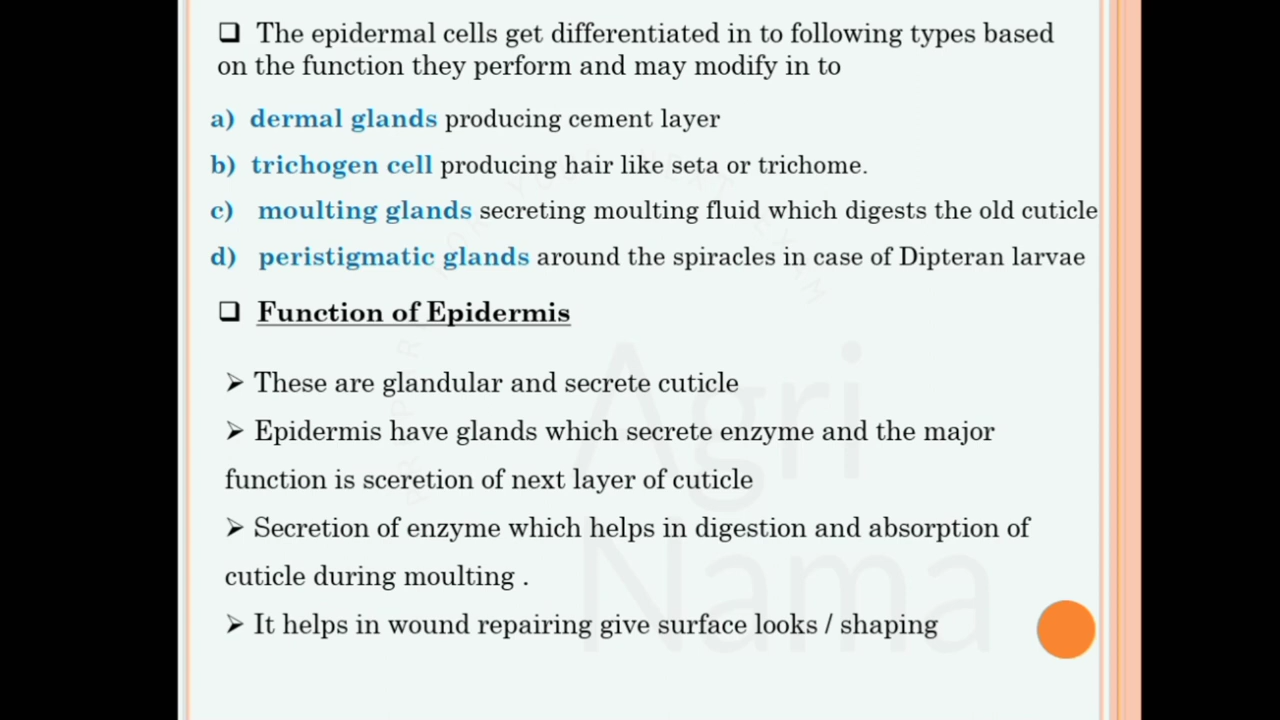 ❑ The epidermal cells get differentiated in to following types based
on the function they perform and may modify in to
a) dermal glands producing cement layer
b) trichogen cell producing hair like seta or trichome.
c) moulting glands secreting moulting fluid which digests the old cuticle
d) peristigmatic glands around the spiracles in case of Dipteran larvae
❑ Function of Epidermis
➢ These are glandular and secrete cuticle
➢ Epidermis have glands which secrete enzyme and the major
function is sceretion of next layer of cuticle
➢ Secretion of enzyme which helps in digestion and absorption of
cuticle during moulting .
➢ It helps in wound repairing give surface looks / shaping
Agri
Nama